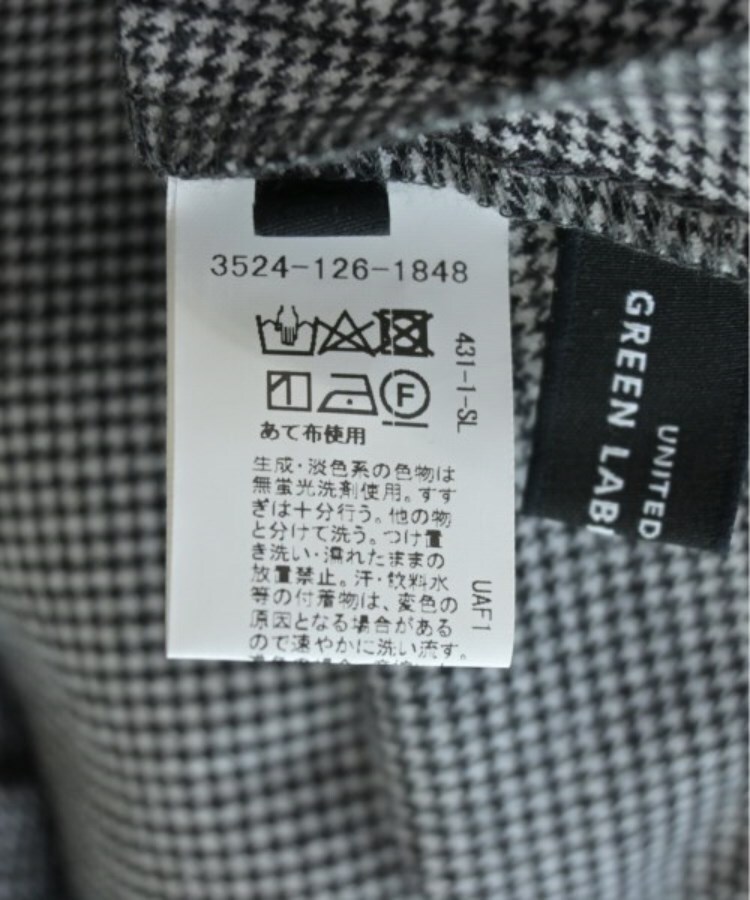 3524-126-1848
431-1-SL
F
あて布使用
生成・淡色系の色物は
無蛍光洗剤使用。すす
ぎは十分行う。他の物
と分けて洗う。つけ置
き洗い・濡れたままの
放置禁止。汗・飲料水
等の付着物は、変色の
原因となる場合がある
ので速やかに洗い流す。
UAF1
UNITED
GREEN LAB